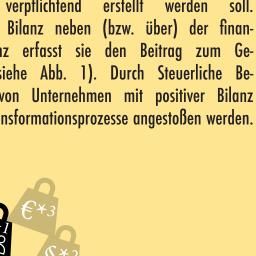 verpflichtend erstellt werden soll.
Bilanz neben (bzw. über) der finan-
nz erfasst sie den Beitrag zum Ge-
siehe Abb. 1). Durch Steuerliche Be-
von Unternehmen mit positiver Bilanz
nsformationsprozesse angestoßen werden.
€*3